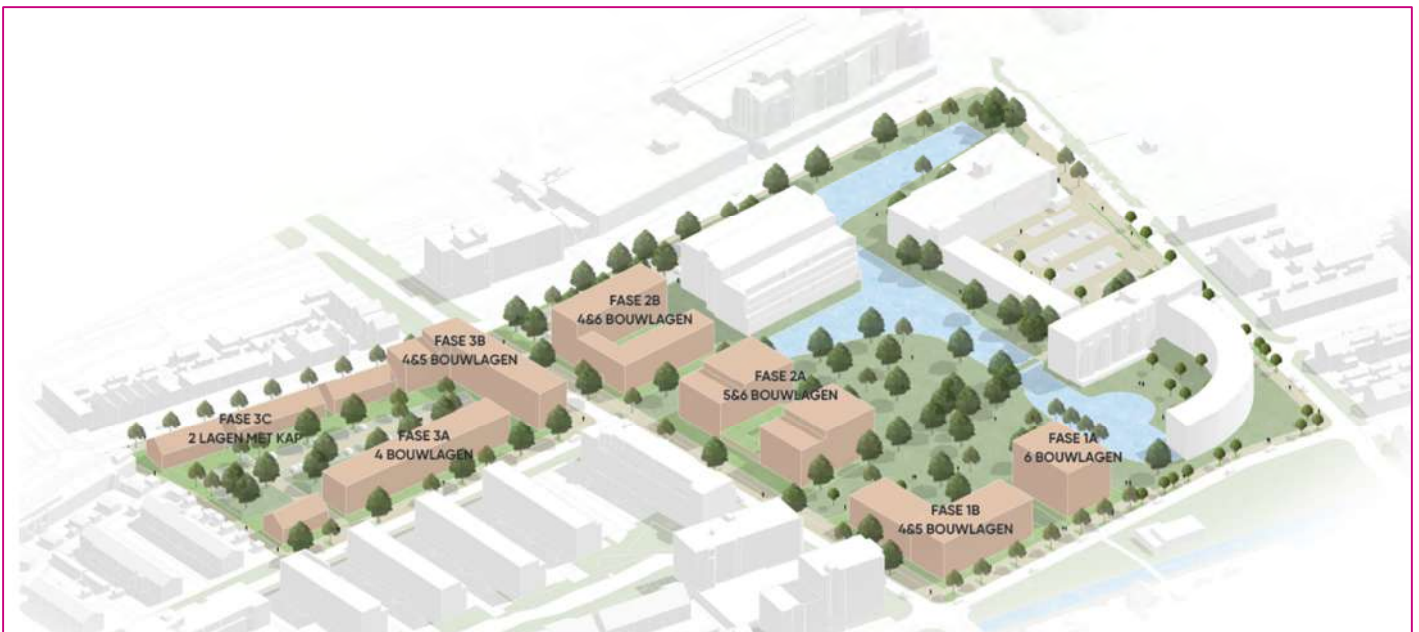 FASE 2B
4&6 BOUWLAGEN
FASE 3B
4&5 BOUWLAGEN
FASE 2A
5&6 BOUWLAGEN
FASE 3C
2 LAGEN MET KAP
FASE 3A
4 BOUWLAGEN
FASE 1A
6 BOUWLAGEN
FASE 1B
4&5 BOUWLAGEN